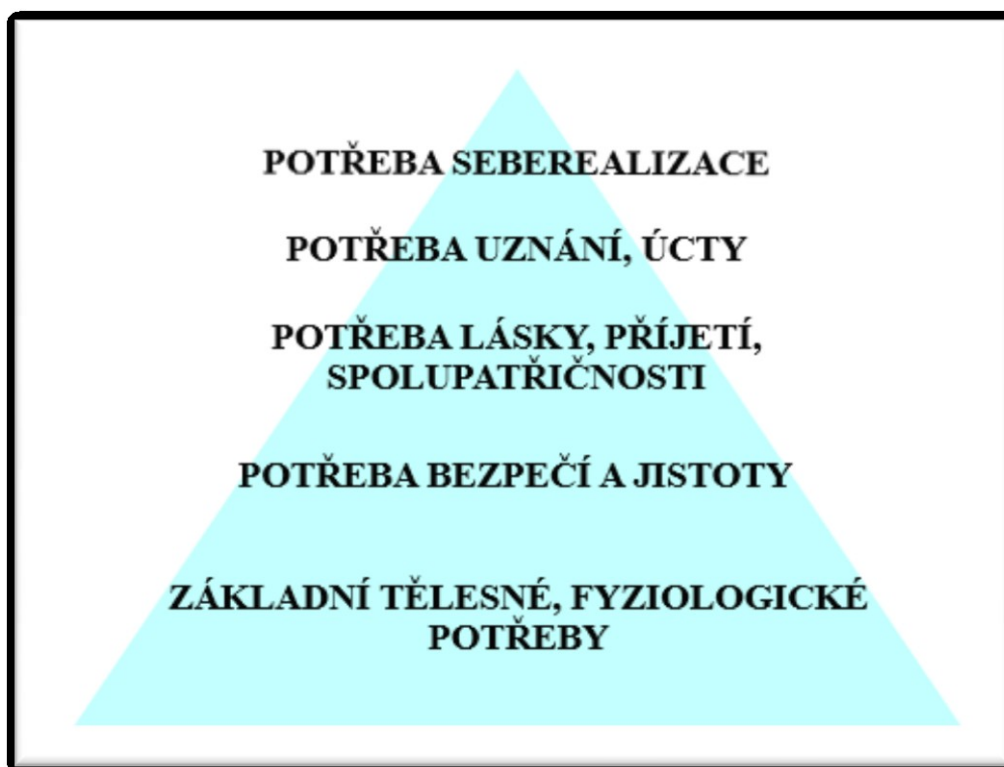 POTŘEBA SEBEREALIZACE
POTŘEBA UZNÁNÍ, ÚCTY
POTŘEBA LÁSKY, PŘÍJETÍ,
SPOLUPATŘIČNOSTI
POTŘEBA BEZPEČÍ A JISTOTY
ZÁKLADNÍ TĚLESNÉ, FYZIOLOGICKÉ
POTŘEBY